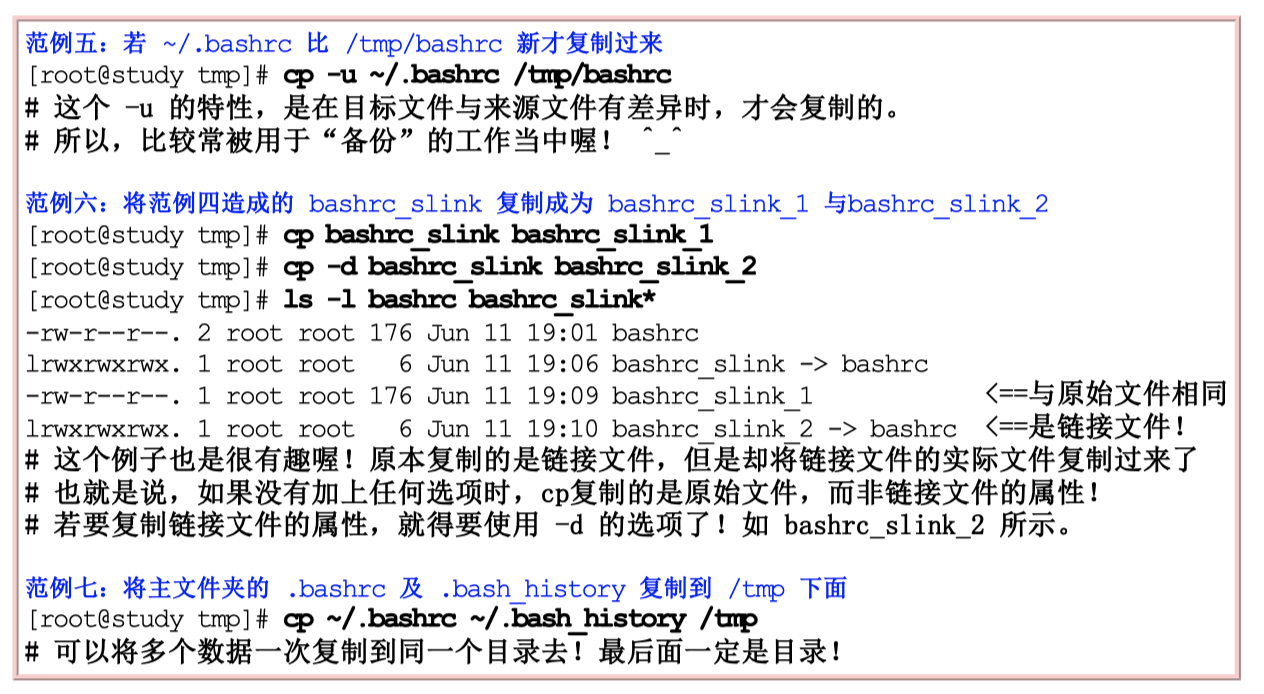 范例五：若 ~/.bashrc 比 /tmp/bashrc 新才复制过来
[root@study tmp]# cp -u ~/.bashrc /tmp/bashrc
# 这个 -u 的特性，是在目标文件与来源文件有差异时，才会复制的。
# 所以，比较常被用于“备份”的工作当中喔！ ^_^
范例六：将范例四造成的 bashrc_slink 复制成为 bashrc_slink_1 与bashrc_slink_2
[root@study tmp]# cp bashrc_slink bashrc_slink_1
[root@study tmp]# cp -d bashrc_slink bashrc_slink_2
[root@study tmp]# ls -l bashrc bashrc_slink*
-rw-r--r--. 2 root root 176 Jun 11 19:01 bashrc
lrwxrwxrwx. 1 root root   6 Jun 11 19:06 bashrc_slink -> bashrc
-rw-r--r--. 1 root root 176 Jun 11 19:09 bashrc_slink_1            <==与原始文件相同
lrwxrwxrwx. 1 root root   6 Jun 11 19:10 bashrc_slink_2 -> bashrc  <==是链接文件！
# 这个例子也是很有趣喔！原本复制的是链接文件，但是却将链接文件的实际文件复制过来了
# 也就是说，如果没有加上任何选项时，cp复制的是原始文件，而非链接文件的属性！
# 若要复制链接文件的属性，就得要使用 -d 的选项了！如 bashrc_slink_2 所示。
范例七：将主文件夹的 .bashrc 及 .bash_history 复制到 /tmp 下面
[root@study tmp]# cp ~/.bashrc ~/.bash_history /tmp
# 可以将多个数据一次复制到同一个目录去！最后面一定是目录！